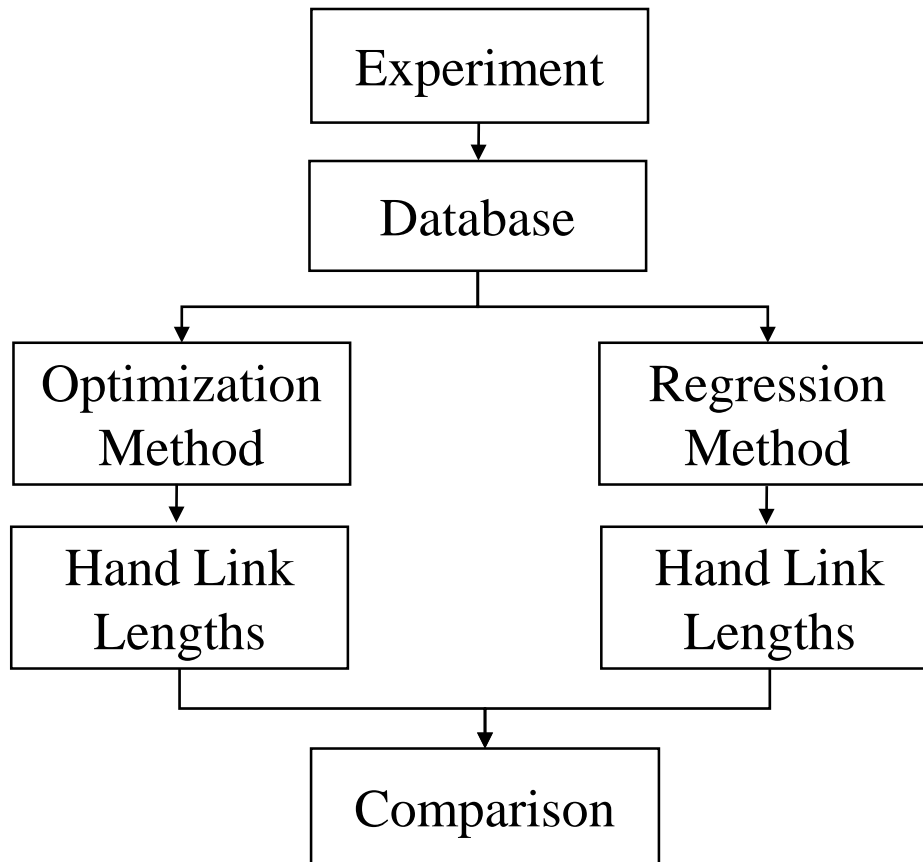 Experiment
Database
Optimization
Method
Regression
Method
Hand Link
Lengths
Hand Link
Lengths
Comparison